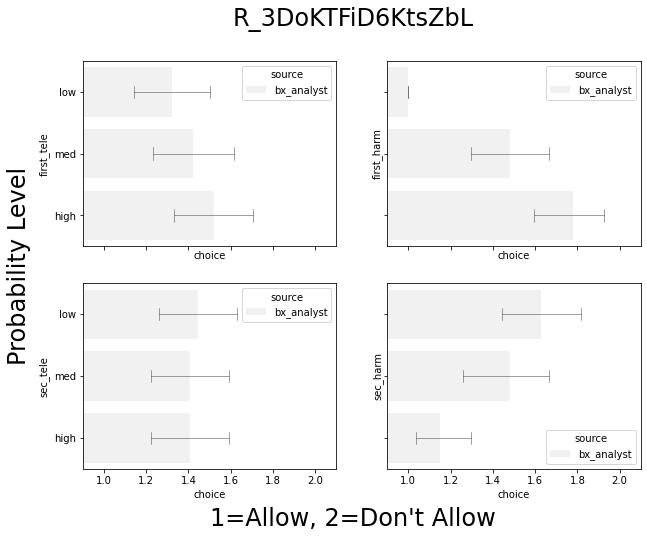 R_3DoKTFiD6KtsZbL
source
bx_analyst
low
med
high
first_tele
choice
source
bx_analyst
first_harm
choice
Probability Level
source
bx_analyst
low
med
high
sec_tele
1.0 1.2 1.4 1.6 1.8 2.0
choice
sec_harm
source
bx_analyst
1.0 1.2 1.4 1.6 1.8 2.0
choice
1=Allow, 2=Don't Allow